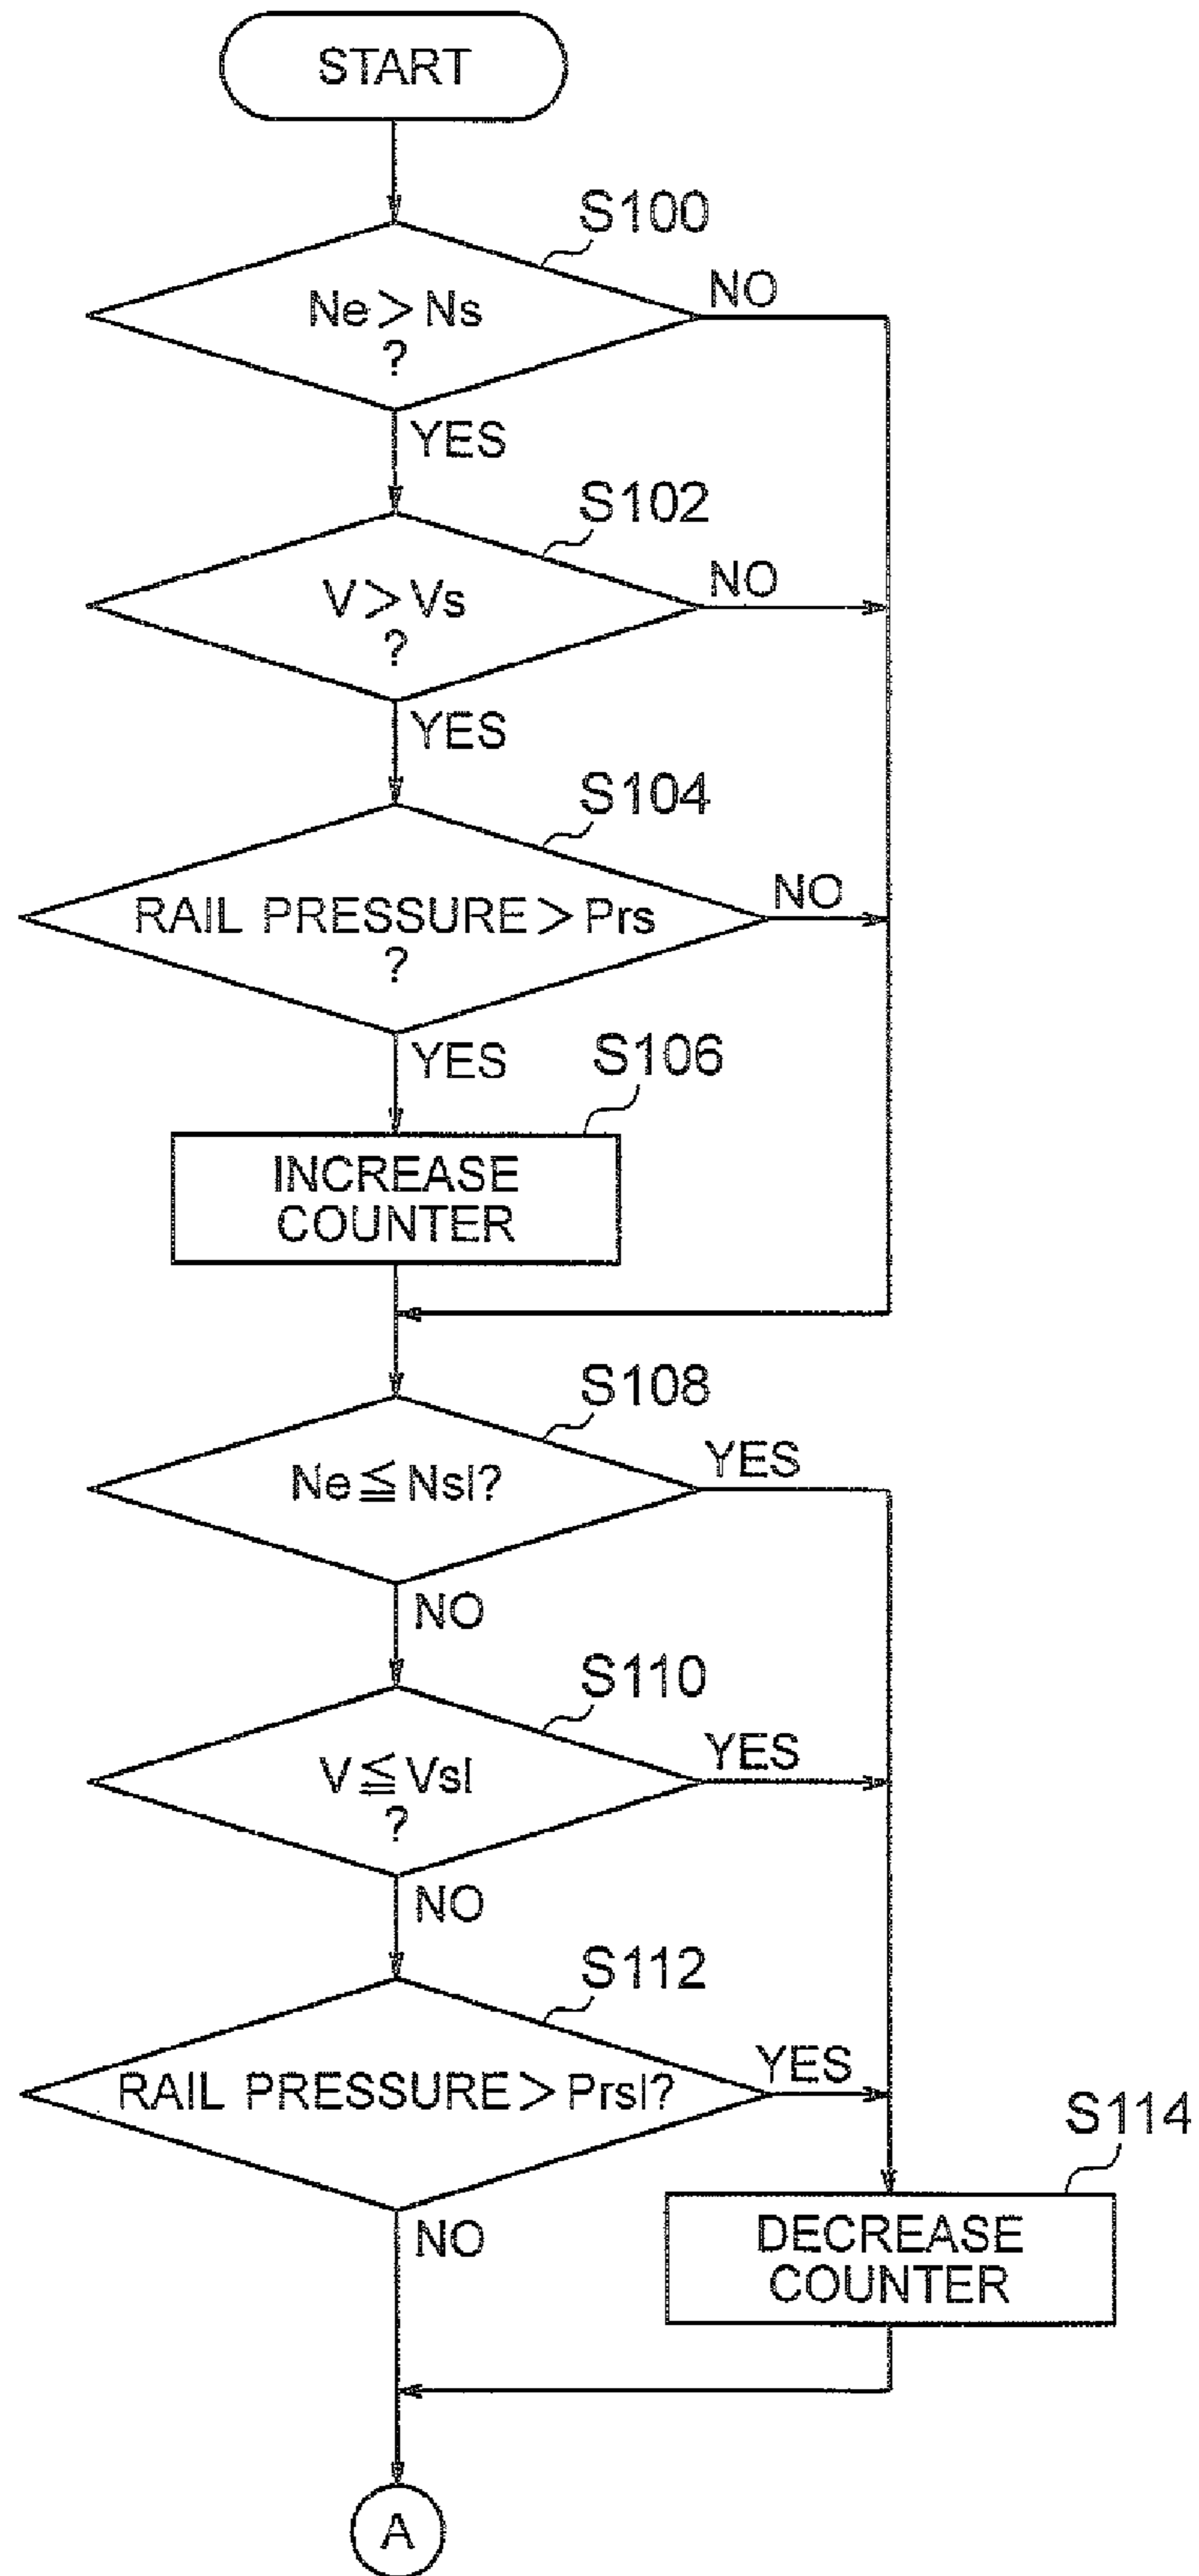 START
S100
Ne > Ns
?
NO
YES
S102
V > Vs
?
NO
YES
S104
RAIL PRESSURE > Prs
?
NO
YES
S106
INCREASE
COUNTER
S108
Ne ≦ Nsl?
YES
NO
S110
V ≦ Vsl
?
YES
NO
S112
RAIL PRESSURE > Prsl?
YES
NO
S114
DECREASE
COUNTER
A